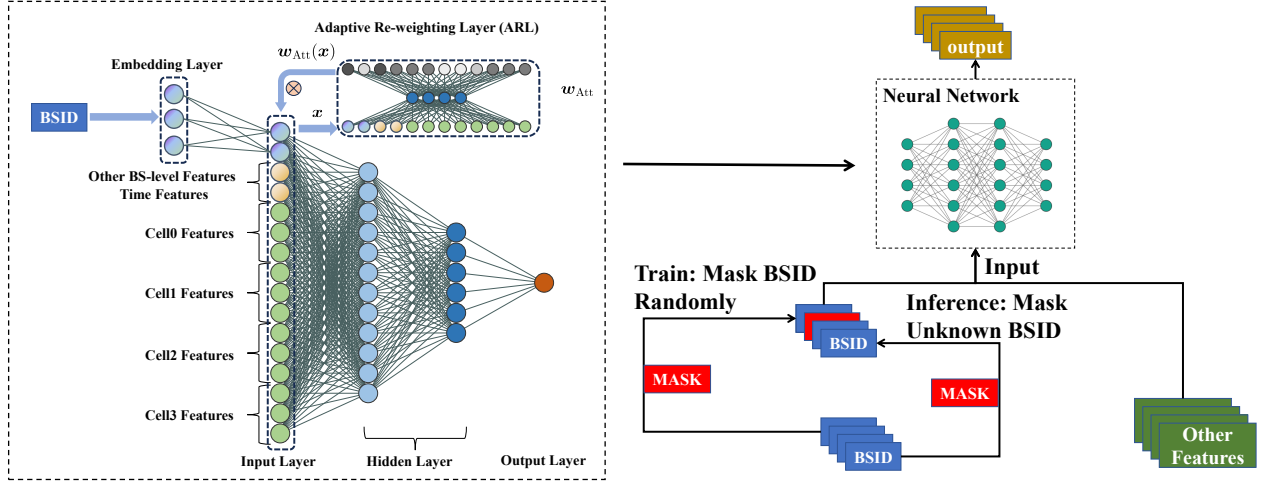 Adaptive Re-weighting Layer (ARL)
w_Att(x)
w_Att
x
Embedding Layer
BSID
Other BS-level Features
Time Features
Cell0 Features
Cell1 Features
Cell2 Features
Cell3 Features
Input Layer
Hidden Layer
Output Layer
output
Neural Network
Input
Train: Mask BSID
Randomly
Inference: Mask
Unknown BSID
BSID
MASK
MASK
BSID
Other
Features